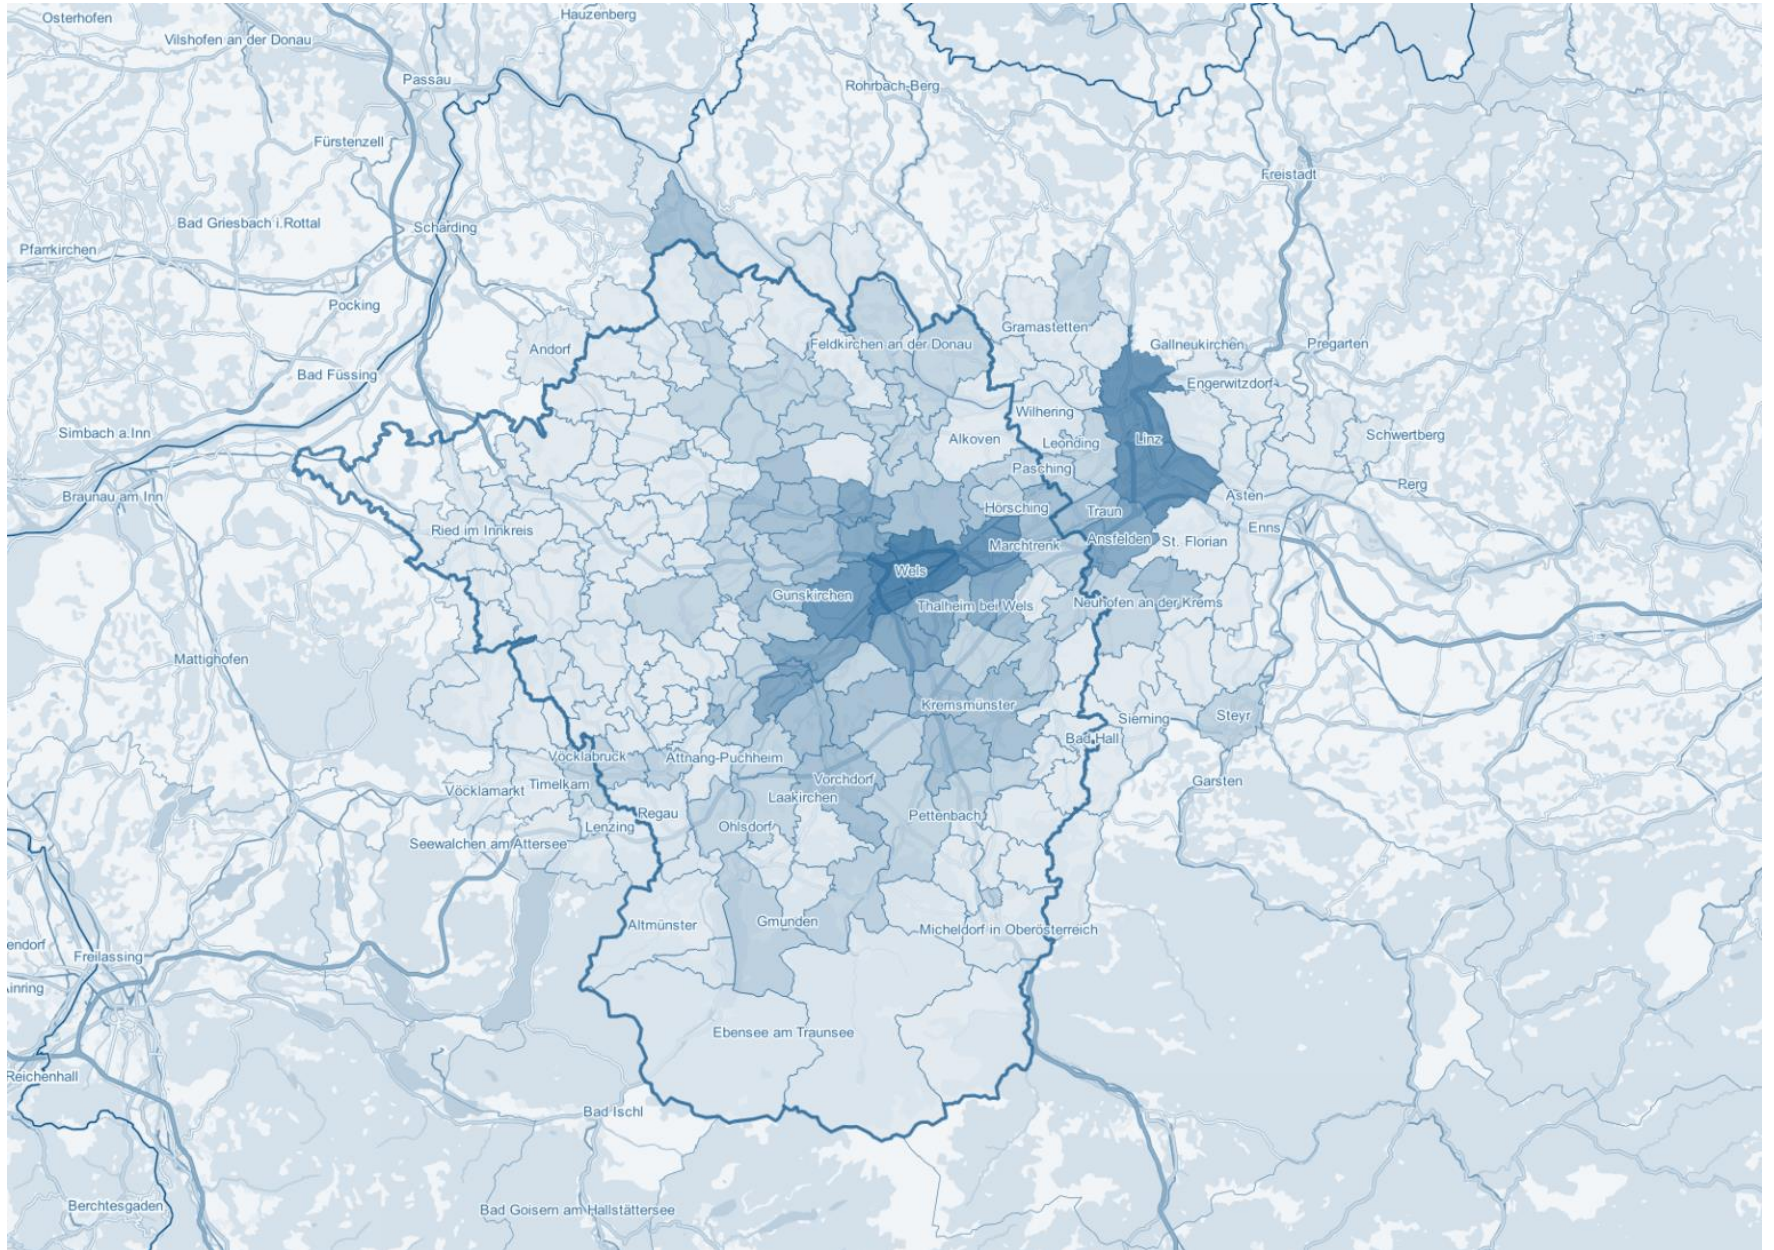 Osterhofen
Hauzenberg
Vilshofen an der Donau
Passau
Rohrbach-Berg
Fürstenzell
Freistadt
Bad Griesbach i.Rottal
Schärding
Pfarrkirchen
Pocking
Gramastetten
Andorf
Feldkirchen an der Donau
Gallneukirchen
Pregarten
Bad Füssing
Engerwitzdorf
Wilhering
Simbach a.Inn
Alkoven
Leonding
Linz
Schwertberg
Pasching
Perg
Braunau am Inn
Asten
Hörsching
Traun
Ried im Innkreis
Enns
Marchtrenk
Ansfelden
St. Florian
Wels
Gunskirchen
Thalheim bei Wels
Neuhofen an der Krems
Mattighofen
Kremsmünster
Sierning
Steyr
Bad Hall
Vöcklabruck
Attnang-Puchheim
Vorchdorf
Garsten
Timelkam
Vöcklamarkt
Laakirchen
Regau
Pettenbach
Lenzing
Ohlsdorf
Seewalchen am Attersee
Altmünster
Gmunden
Micheldorf in Oberösterreich
endorf
Freilassing
Ainring
Ebensee am Traunsee
Reichenhall
Bad Ischl
Berchtesgaden
Bad Goisern am Hallstättersee